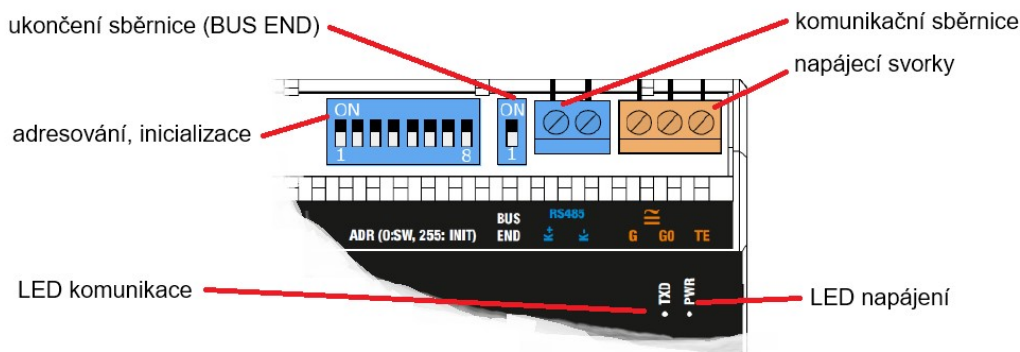 ukončení sběrnice (BUS END)
komunikační sběrnice
napájecí svorky
adresování, inicializace
ON
1 8
ON
1
ADR (0:SW, 255: INIT)
BUS
END
RS485
K+ K-
G G0 TE
LED komunikace
TXD
PWR
LED napájení